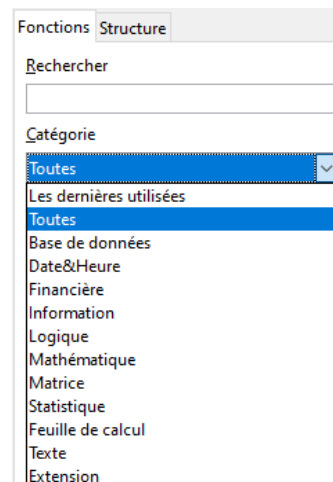 Fonctions Structure
Rechercher
Catégorie
Toutes
Les dernières utilisées
Toutes
Base de données
Date&Heure
Financière
Information
Logique
Mathématique
Matrice
Statistique
Feuille de calcul
Texte
Extension